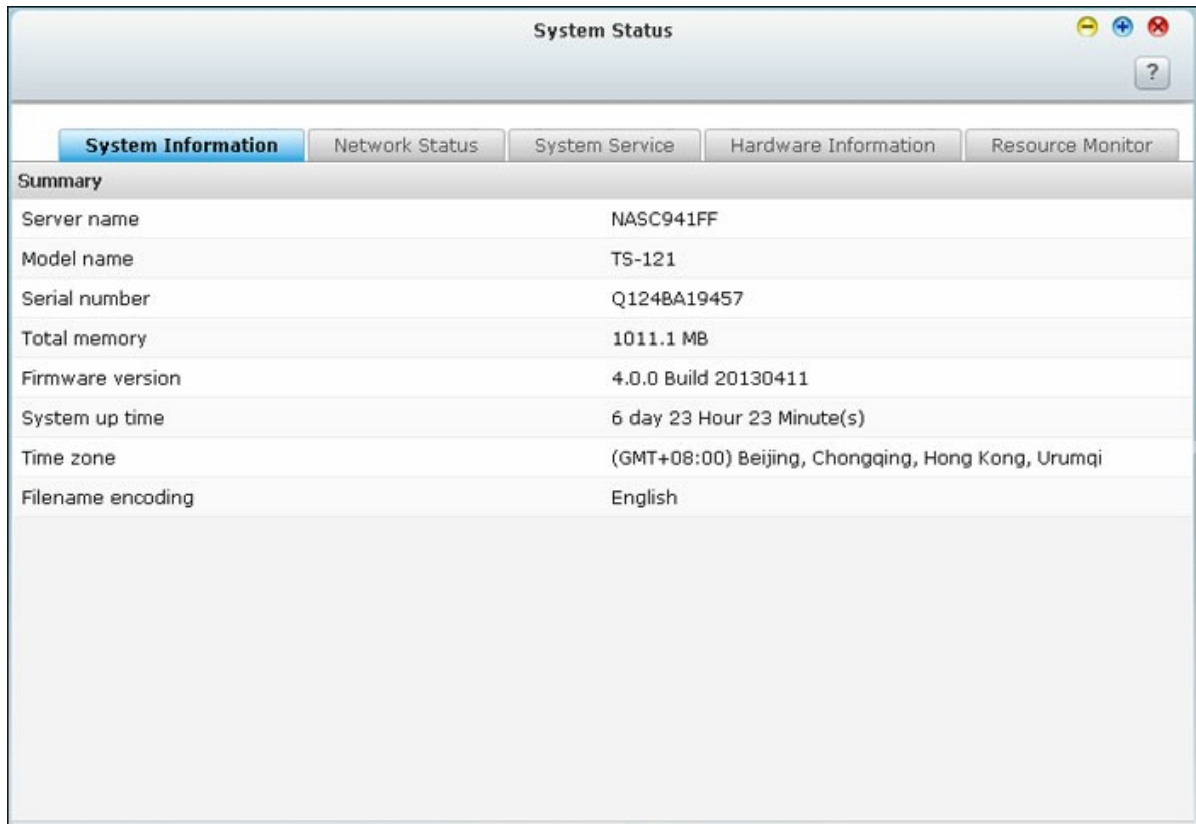 System Status
?
System Information Network Status System Service Hardware Information Resource Monitor
Summary
Server name NASC941FF
Model name TS-121
Serial number Q124BA19457
Total memory 1011.1 MB
Firmware version 4.0.0 Build 20130411
System up time 6 day 23 Hour 23 Minute(s)
Time zone (GMT+08:00) Beijing, Chongqing, Hong Kong, Urumqi
Filename encoding English